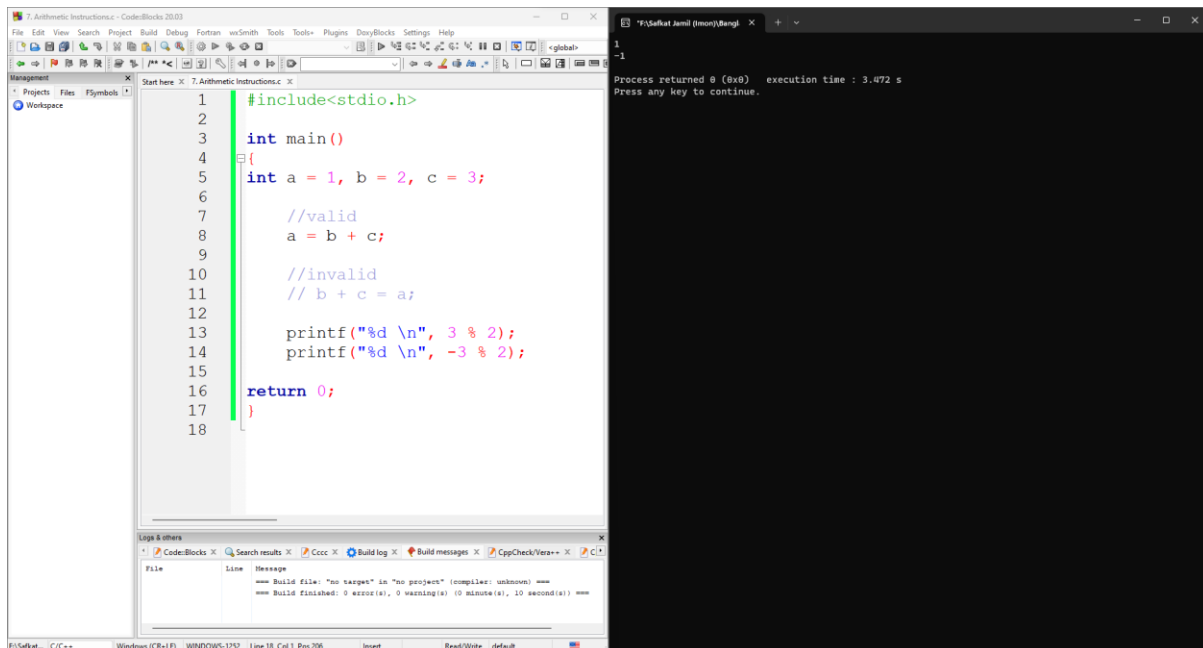 7. Arithmetic Instructions.c - Code::Blocks 20.03
File Edit View Search Project Build Debug Fortran wxSmith Tools Tools+ Plugins DoxyBlocks Settings Help
<global>
Management
Projects Files FSymbols
Workspace
Start here 7. Arithmetic Instructions.c
1 #include<stdio.h>
2
3 int main()
4 {
5 int a = 1, b = 2, c = 3;
6
7 //valid
8 a = b + c;
9
10 //invalid
11 // b + c = a;
12
13 printf("%d \n", 3 % 2);
14 printf("%d \n", -3 % 2);
15
16 return 0;
17 }
18
Logs & others
Code::Blocks Search results Cccc Build log Build messages CppCheck/Vera++ C
File Line Message
=== Build file: "no target" in "no project" (compiler: unknown) ===
=== Build finished: 0 error(s), 0 warning(s) (0 minute(s), 10 second(s)) ===
F:\Safkat... C/C++ Windows (CR+LF) WINDOWS-1252 Line 18, Col 1, Pos 206 Insert Read/Write default
"F:\Safkat Jamil (Imon)\Bangl
1
-1
Process returned 0 (0x0) execution time : 3.472 s
Press any key to continue.